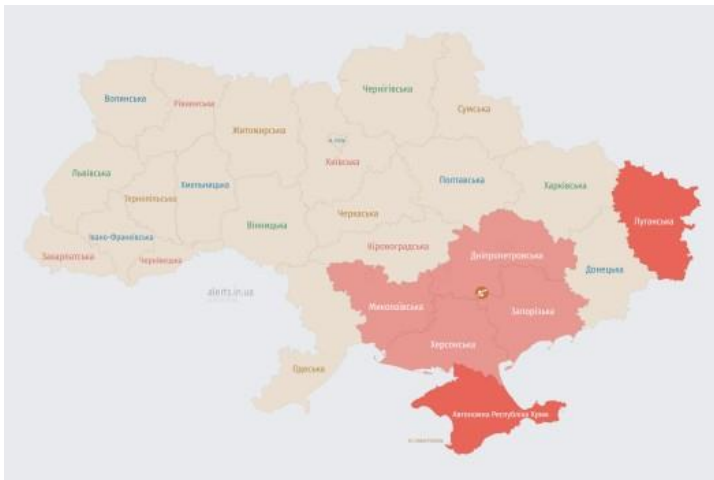 Чернігівська
Волинська
Рівненська
Сумська
Житомирська
м. Київ
Київська
Львівська
Полтавська
Хмельницька
Харківська
Тернопільська
Черкаська
Луганська
Вінницька
Івано-Франківська
Кіровоградська
Закарпатська
Чернівецька
Дніпропетровська
Донецька
alerts.in.ua
Миколаївська
Запорізька
Херсонська
Одеська
Автономна Республіка Крим